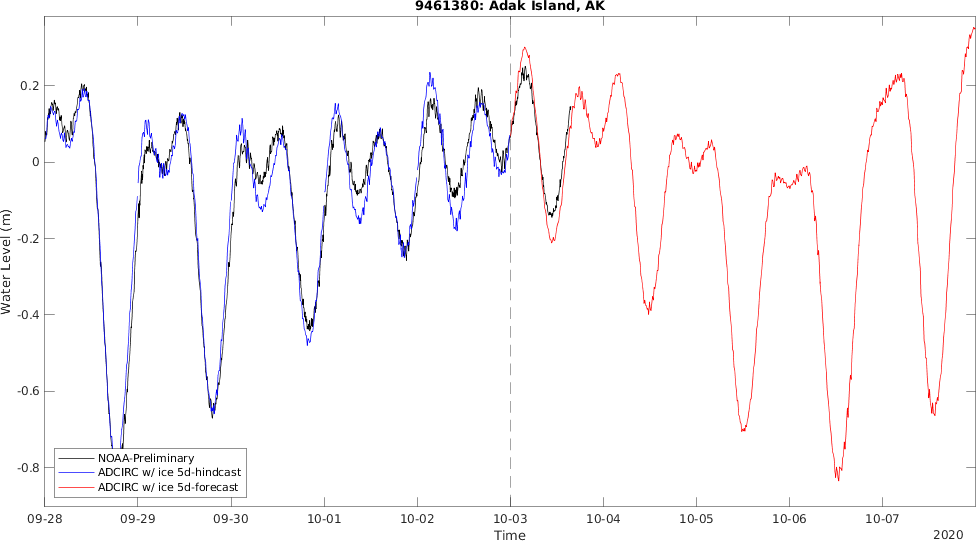 9461380: Adak Island, AK
Water Level (m)
0.2
0
-0.2
-0.4
-0.6
-0.8
NOAA-Preliminary
ADCIRC w/ ice 5d-hindcast
ADCIRC w/ ice 5d-forecast
09-28 09-29 09-30 10-01 10-02 10-03 10-04 10-05 10-06 10-07
Time
2020